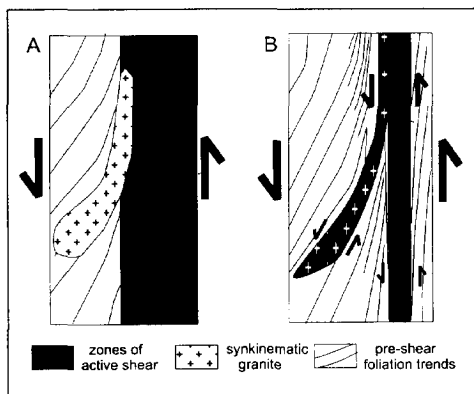 A
B
zones of active shear
synkinematic granite
pre-shear foliation trends